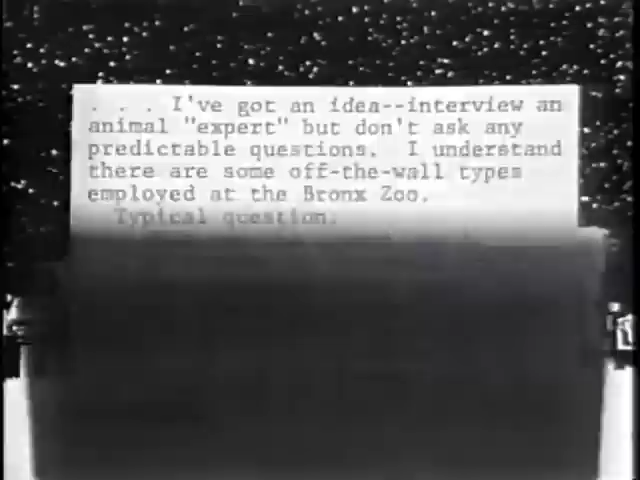 . . . I've got an idea--interview an
animal "expert" but don't ask any
predictable questions. I understand
there are some off-the-wall types
employed at the Bronx Zoo.
Typical question.